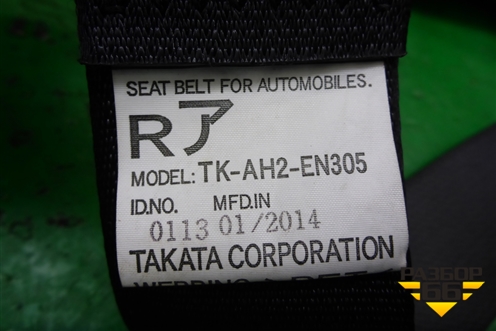 SEAT BELT FOR AUTOMOBILES.
Rア
MODEL: TK-AH2-EN305
ID.NO. MFD.IN
0113 01/2014
TAKATA CORPORATION
РАЗБОР
66